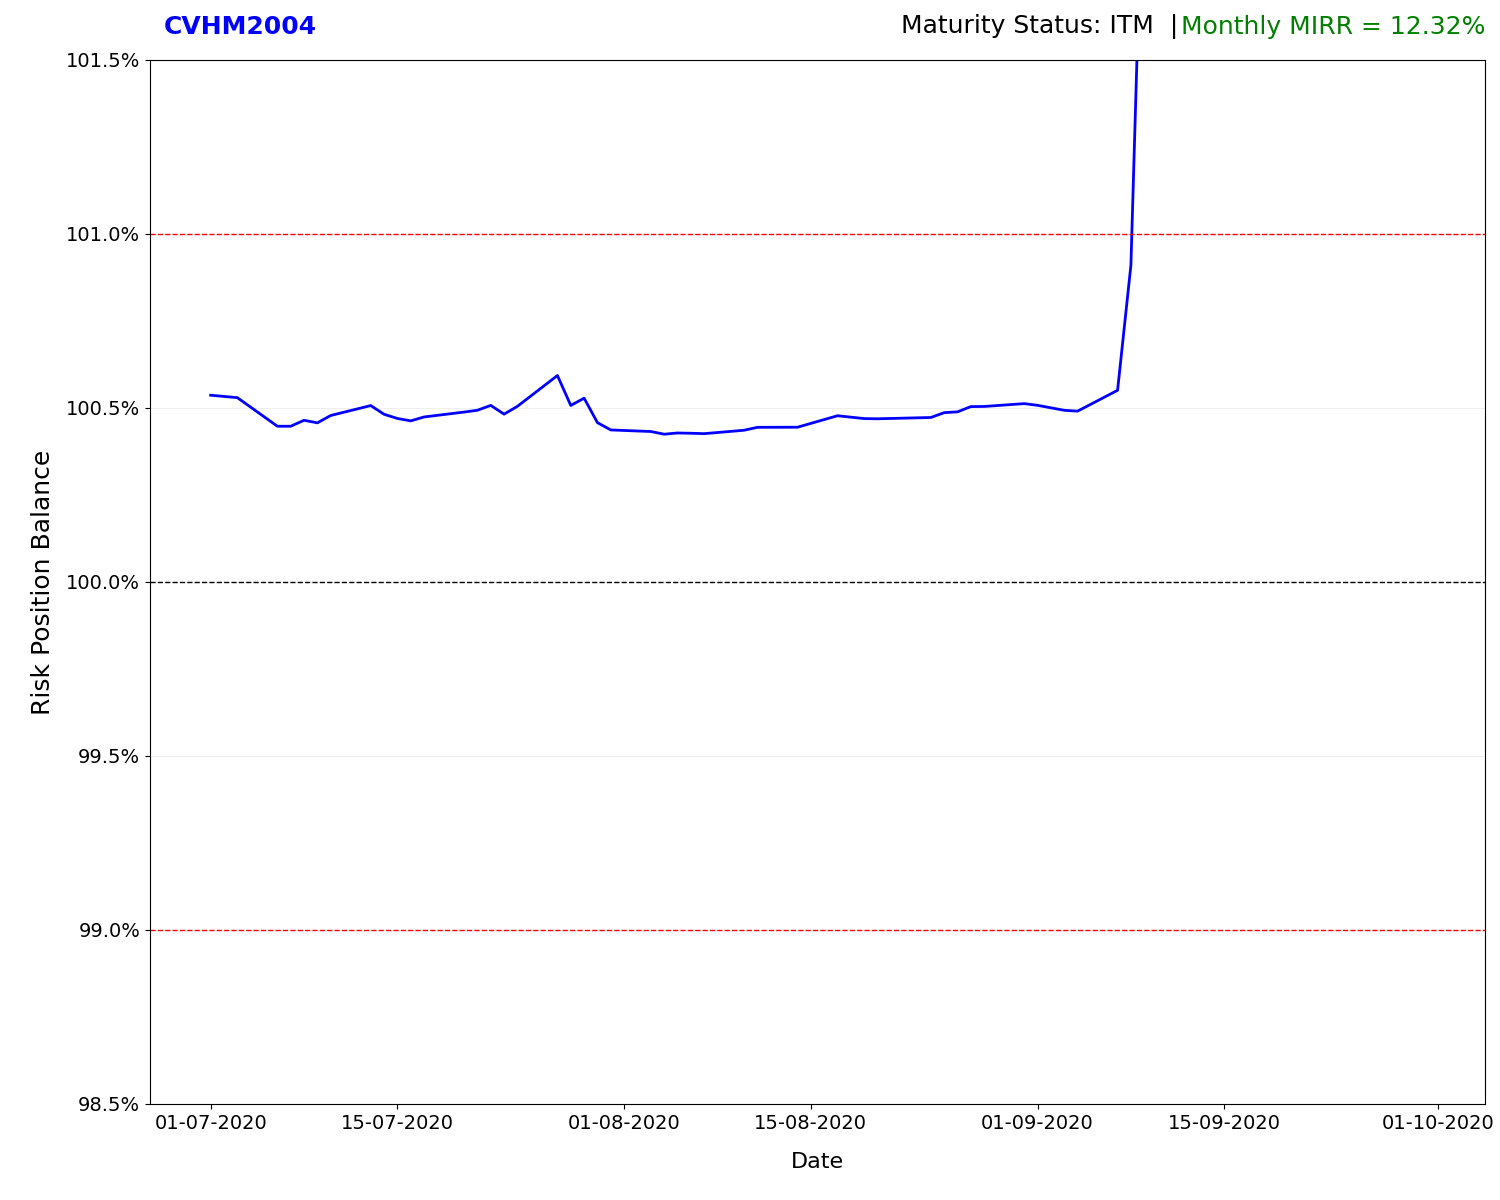 CVHM2004
Maturity Status: ITM | Monthly MIRR = 12.32%
101.5%
101.0%
100.5%
100.0%
99.5%
99.0%
98.5%
Risk Position Balance
01-07-2020 15-07-2020 01-08-2020 15-08-2020 01-09-2020 15-09-2020 01-10-2020
Date